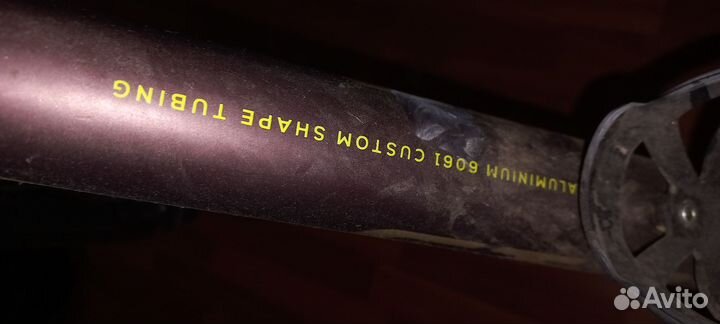 ALUMINIUM 6061 CUSTOM SHAPE TUBING
Avito